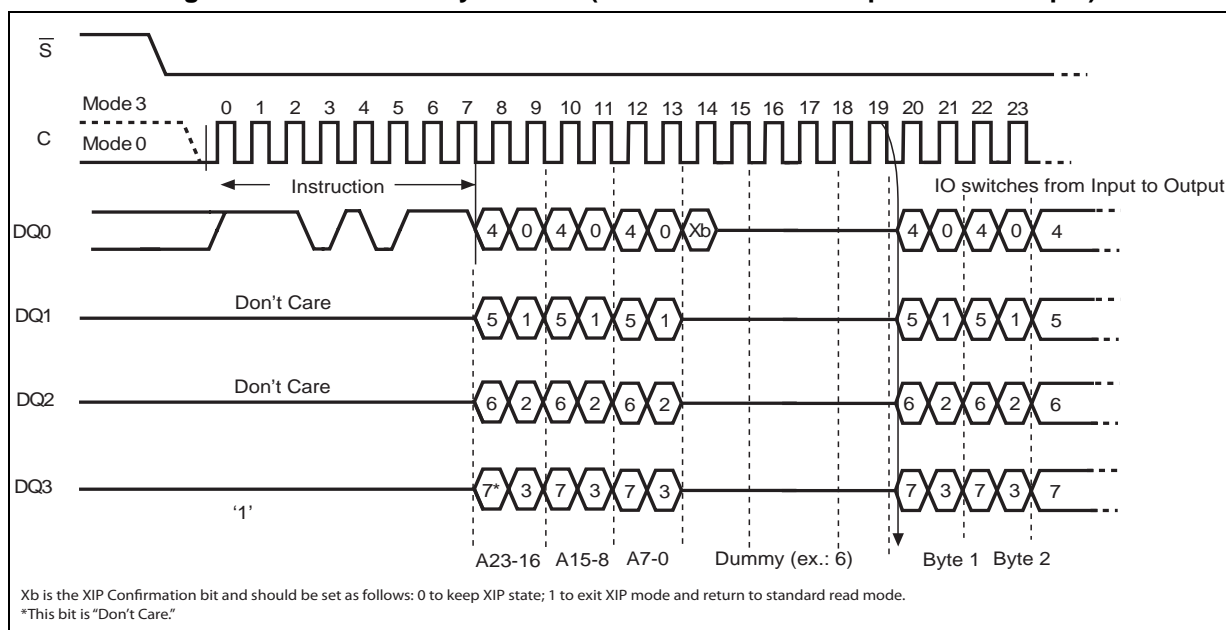 S
Mode 3
0 1 2 3 4 5 6 7 8 9 10 11 12 13 14 15 16 17 18 19 20 21 22 23
C
Mode 0
Instruction
IO switches from Input to Output
DQ0
4 0 4 0 4 0 Xb 4 0 4 0 4
Don't Care
DQ1
5 1 5 1 5 1 5 1 5 1 5
Don't Care
DQ2
6 2 6 2 6 2 6 2 6 2 6
DQ3
7* 3 7 3 7 3 7 3 7 3 7
‘1’
A23-16 A15-8 A7-0 Dummy (ex.: 6) Byte 1 Byte 2
Xb is the XIP Confirmation bit and should be set as follows: 0 to keep XIP state; 1 to exit XIP mode and return to standard read mode.
*This bit is “Don’t Care.”